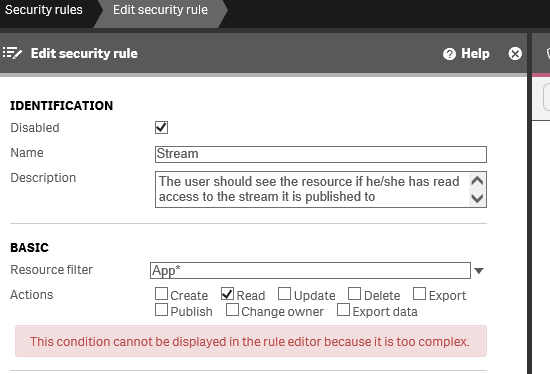 Security rules
Edit security rule
Edit security rule
Help
IDENTIFICATION
Disabled
Name
Stream
Description
The user should see the resource if he/she has read
access to the stream it is published to
BASIC
Resource filter
App*
Actions
Create Read Update Delete Export
Publish Change owner Export data
This condition cannot be displayed in the rule editor because it is too complex.